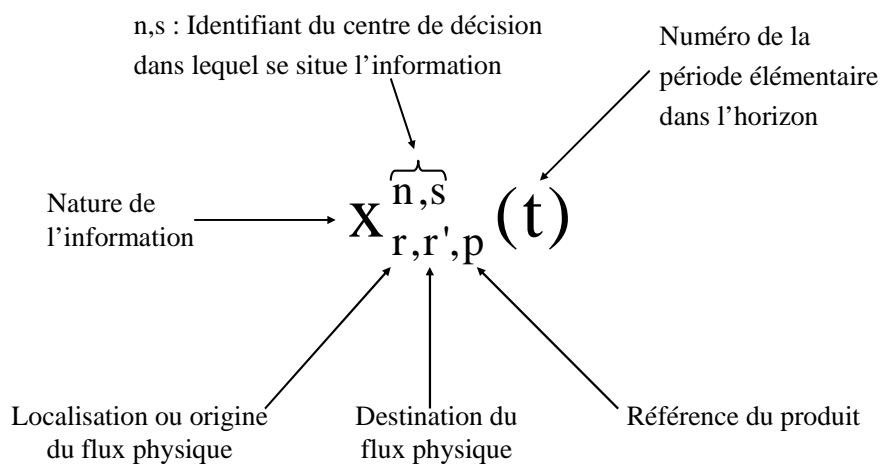 n,s : Identifiant du centre de décision
dans lequel se situe l’information
Numéro de la
période élémentaire
dans l’horizon
Nature de
l’information
x n,s r,r',p (t)
Localisation ou origine
du flux physique
Destination du
flux physique
Référence du produit